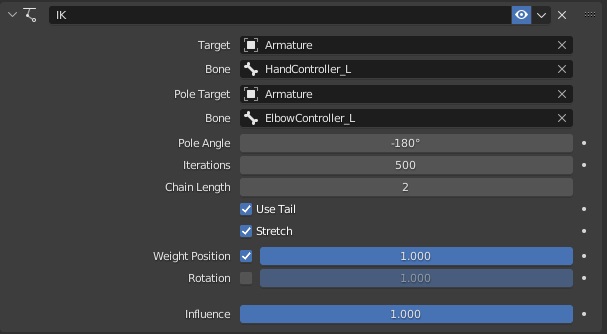 IK
Target Armature
Bone HandController_L
Pole Target Armature
Bone ElbowController_L
Pole Angle -180°
Iterations 500
Chain Length 2
Use Tail
Stretch
Weight Position 1.000
Rotation 1.000
Influence 1.000